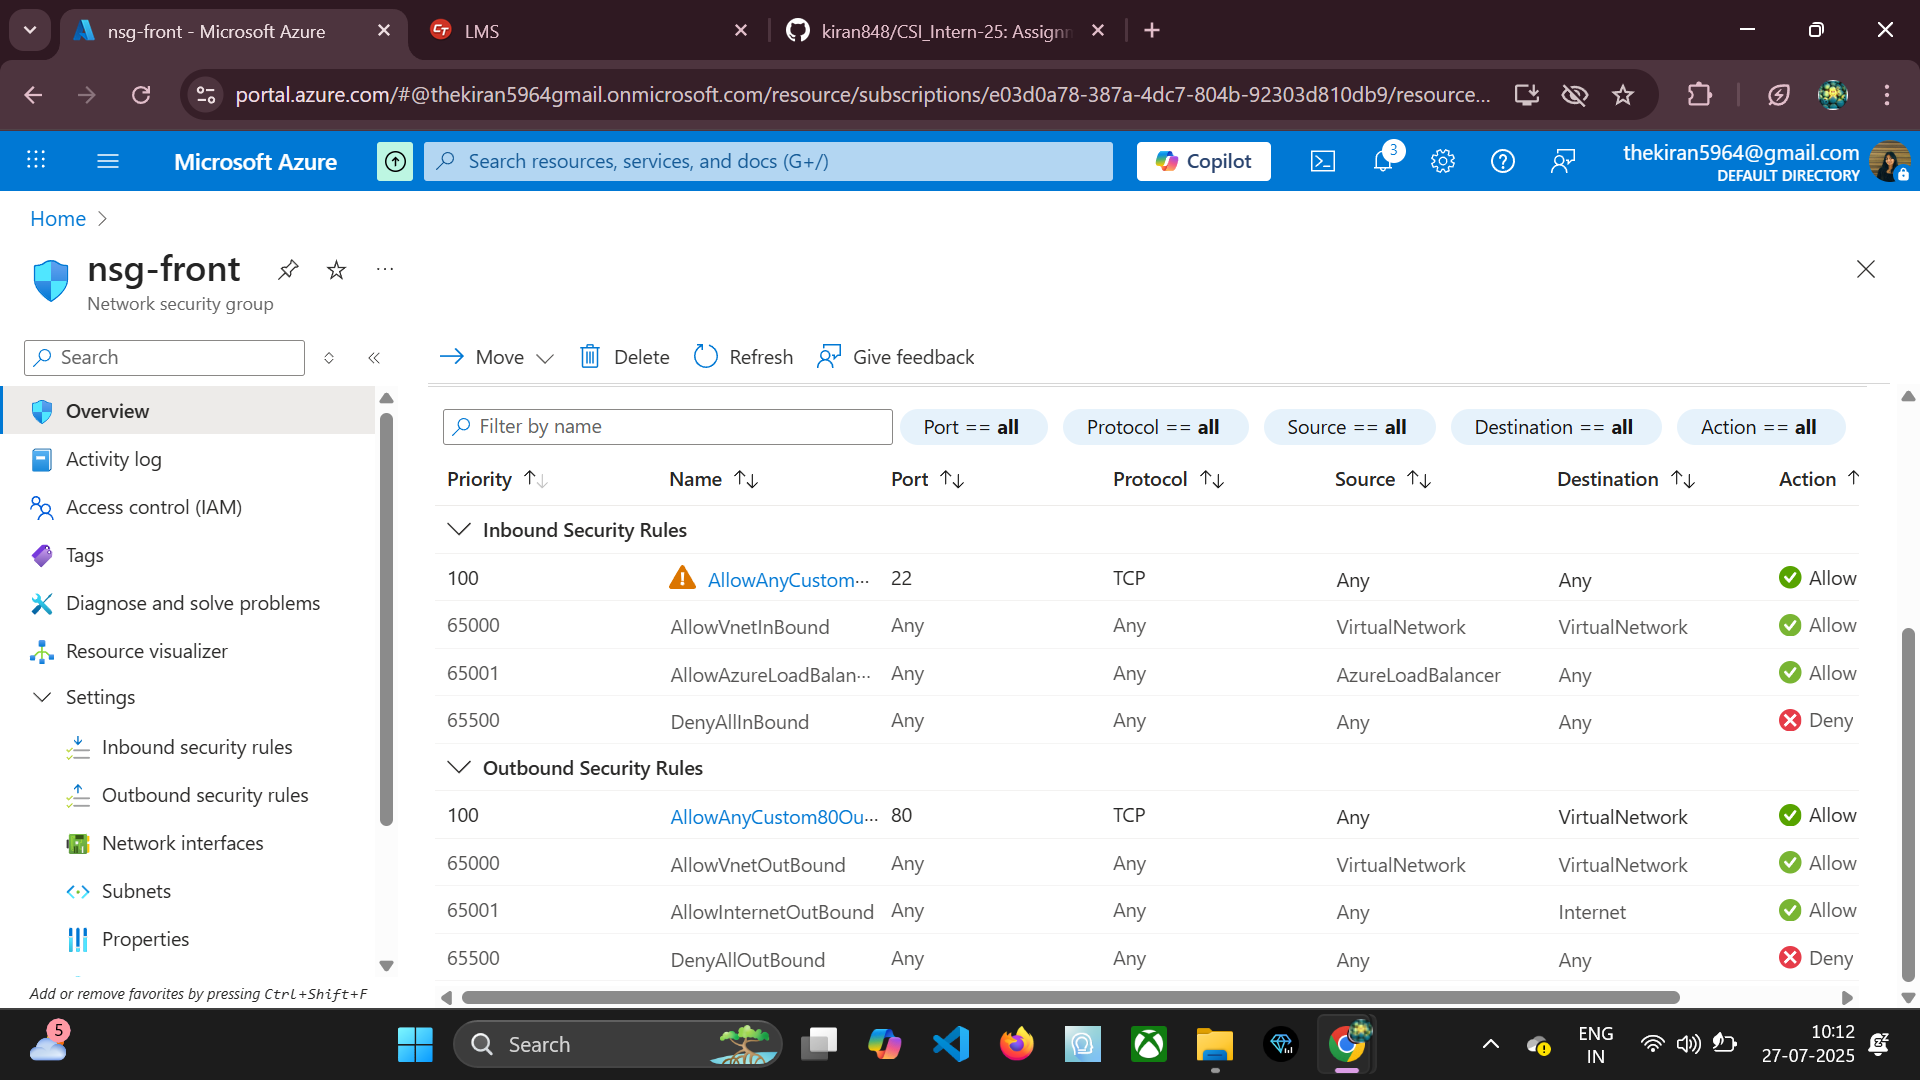 nsg-front - Microsoft Azure
LMS
kiran848/CSI_Intern-25: Assignm
portal.azure.com/#@thekiran5964gmail.onmicrosoft.com/resource/subscriptions/e03d0a78-387a-4dc7-804b-92303d810db9/resource...
Microsoft Azure
Search resources, services, and docs (G+/)
Copilot
3
thekiran5964@gmail.com
DEFAULT DIRECTORY
Home
nsg-front
Network security group
Search
Move
Delete
Refresh
Give feedback
Overview
Activity log
Access control (IAM)
Tags
Diagnose and solve problems
Resource visualizer
Settings
Inbound security rules
Outbound security rules
Network interfaces
Subnets
Properties
Add or remove favorites by pressing Ctrl+Shift+F
Filter by name
Port == all
Protocol == all
Source == all
Destination == all
Action == all
Priority Name Port Protocol Source Destination Action
Inbound Security Rules
100 AllowAnyCustom··· 22 TCP Any Any Allow
65000 AllowVnetInBound Any Any VirtualNetwork VirtualNetwork Allow
65001 AllowAzureLoadBalan··· Any Any AzureLoadBalancer Any Allow
65500 DenyAllInBound Any Any Any Any Deny
Outbound Security Rules
100 AllowAnyCustom80Ou··· 80 TCP Any VirtualNetwork Allow
65000 AllowVnetOutBound Any Any VirtualNetwork VirtualNetwork Allow
65001 AllowInternetOutBound Any Any Any Internet Allow
65500 DenyAllOutBound Any Any Any Any Deny
5
Search
ENG
IN
10:12
27-07-2025